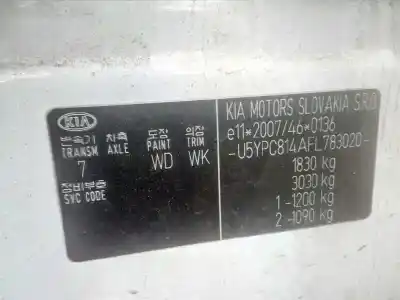 KIA
KIA MOTORS SLOVAKIA S.R.O
e11*2007/46*0136
-U5YPC814AFL783020-
1830 kg
3030 kg
1 -1200 kg
2 -1090 kg
변속기 차축 도장 의장
TRANSM AXLE PAINT TRIM
7 WD WK
정비부호
SVC CODE